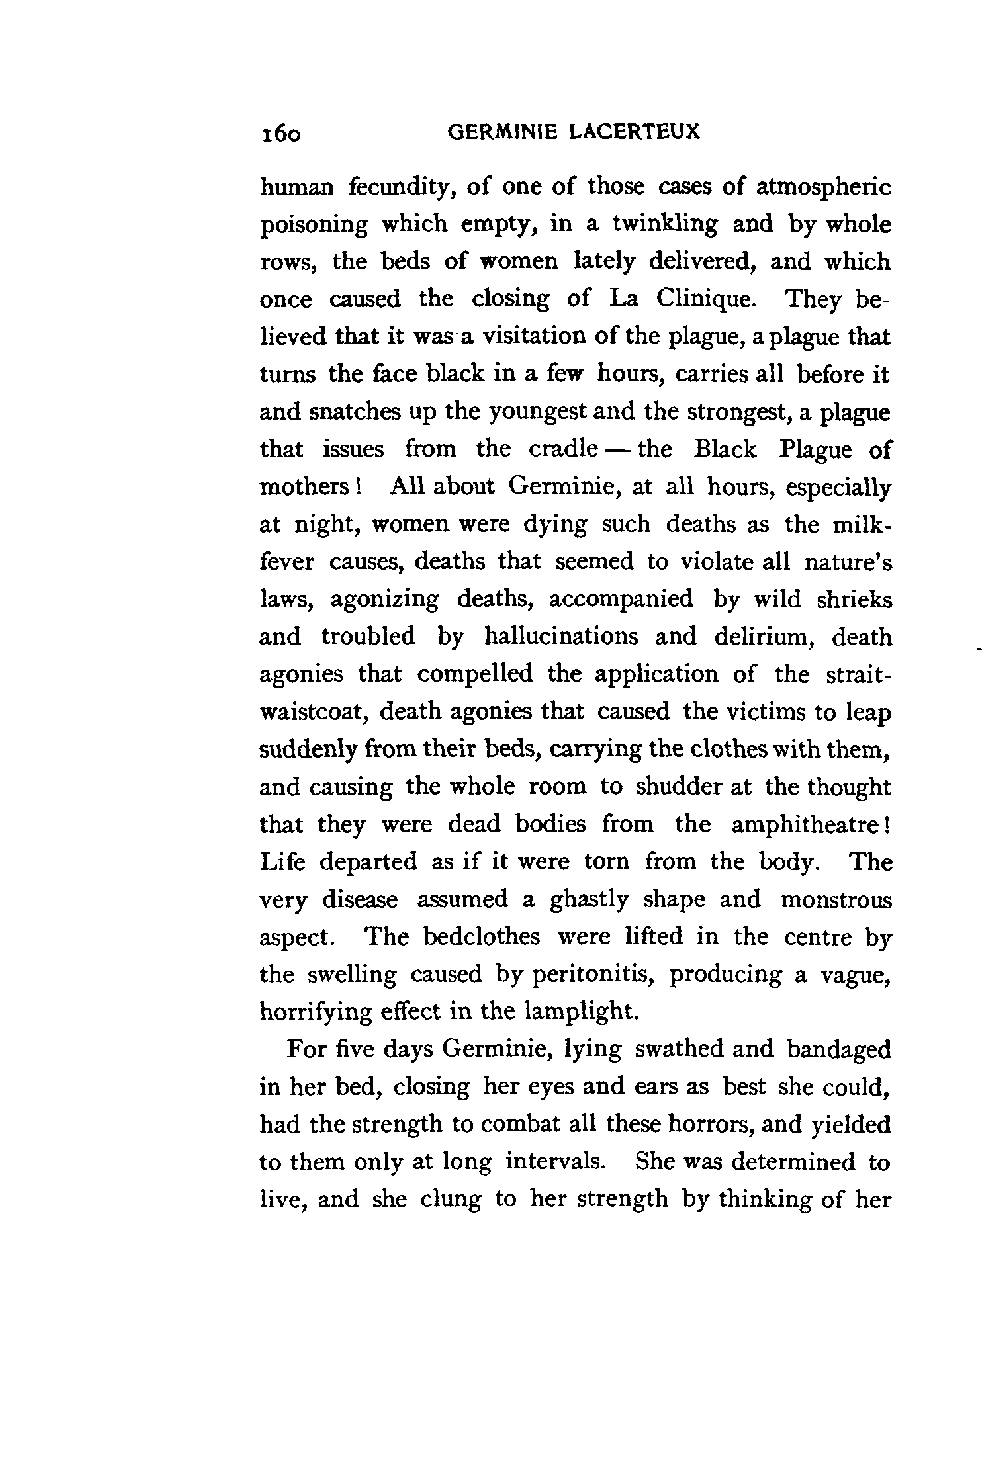 160 GERMINIE LACERTEUX
human fecundity, of one of those cases of atmospheric
poisoning which empty, in a twinkling and by whole
rows, the beds of women lately delivered, and which
once caused the closing of La Clinique. They be-
lieved that it was a visitation of the plague, a plague that
turns the face black in a few hours, carries all before it
and snatches up the youngest and the strongest, a plague
that issues from the cradle — the Black Plague of
mothers! All about Germinie, at all hours, especially
at night, women were dying such deaths as the milk-
fever causes, deaths that seemed to violate all nature's
laws, agonizing deaths, accompanied by wild shrieks
and troubled by hallucinations and delirium, death
agonies that compelled the application of the strait-
waistcoat, death agonies that caused the victims to leap
suddenly from their beds, carrying the clothes with them,
and causing the whole room to shudder at the thought
that they were dead bodies from the amphitheatre!
Life departed as if it were torn from the body. The
very disease assumed a ghastly shape and monstrous
aspect. The bedclothes were lifted in the centre by
the swelling caused by peritonitis, producing a vague,
horrifying effect in the lamplight.
For five days Germinie, lying swathed and bandaged
in her bed, closing her eyes and ears as best she could,
had the strength to combat all these horrors, and yielded
to them only at long intervals. She was determined to
live, and she clung to her strength by thinking of her